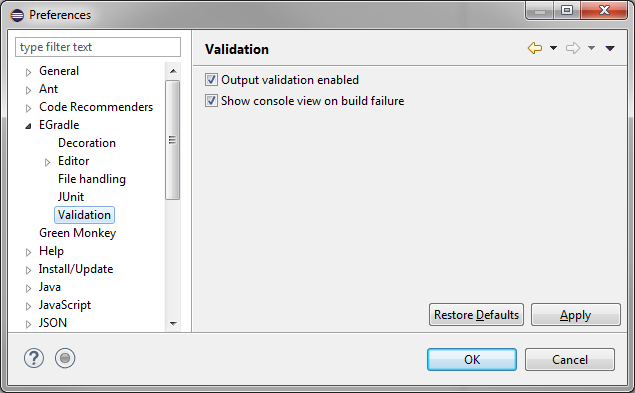 Preferences
type filter text
General
Ant
Code Recommenders
EGradle
Decoration
Editor
File handling
JUnit
Validation
Green Monkey
Help
Install/Update
Java
JavaScript
JSON
Validation
Output validation enabled
Show console view on build failure
Restore Defaults
Apply
OK
Cancel